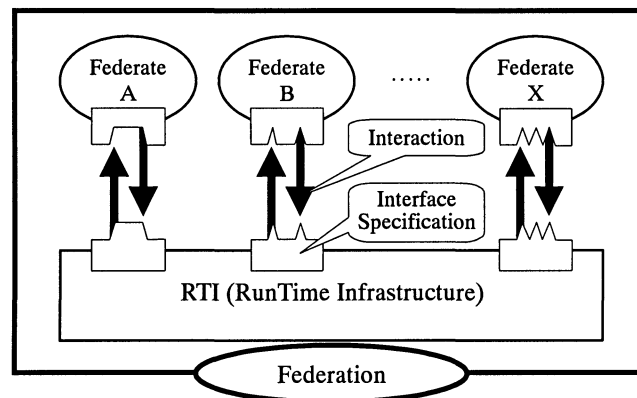 Federate
A
Federate
B
.....
Federate
X
Interaction
Interface
Specification
RTI (RunTime Infrastructure)
Federation